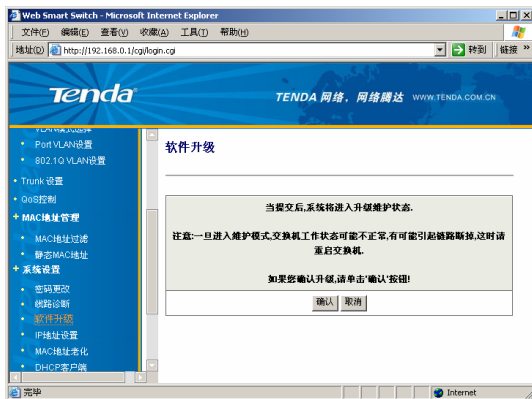 Web Smart Switch - Microsoft Internet Explorer
文件(F) 编辑(E) 查看(V) 收藏(A) 工具(T) 帮助(H)
地址(D) http://192.168.0.1/cgi/login.cgi 转到 链接 »
Tenda TENDA 网络，网络腾达 WWW.TENDA.COM.CN
VLAN模式选择
Port VLAN设置
802.1Q VLAN设置
Trunk 设置
QoS控制
MAC地址管理
MAC地址过滤
静态MAC地址
系统设置
密码更改
线路诊断
软件升级
IP地址设置
MAC地址老化
DHCP客户端
软件升级
当提交后,系统将进入升级维护状态.
注意:一旦进入维护模式,交换机工作状态可能不正常,有可能引起链路断掉,这时请
重启交换机.
如果您确认升级,请单击'确认'按钮!
确认 取消
完毕 Internet